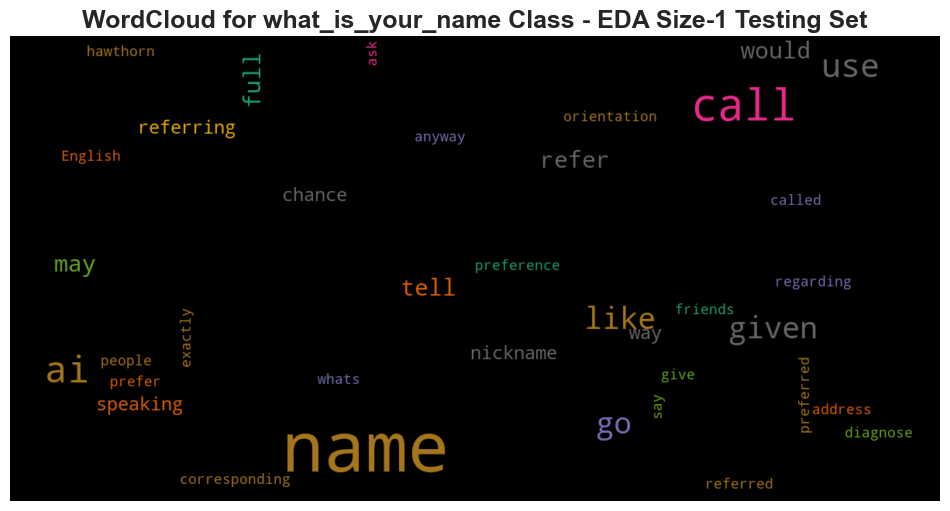 WordCloud for what_is_your_name Class - EDA Size-1 Testing Set
hawthorn
full
ask
would
use
call
referring
orientation
anyway
English
refer
chance
called
may
preference
tell
regarding
friends
like
way
given
exactly
nickname
ai
people
prefer
whats
give
preferred
speaking
say
address
go
diagnose
name
corresponding
referred